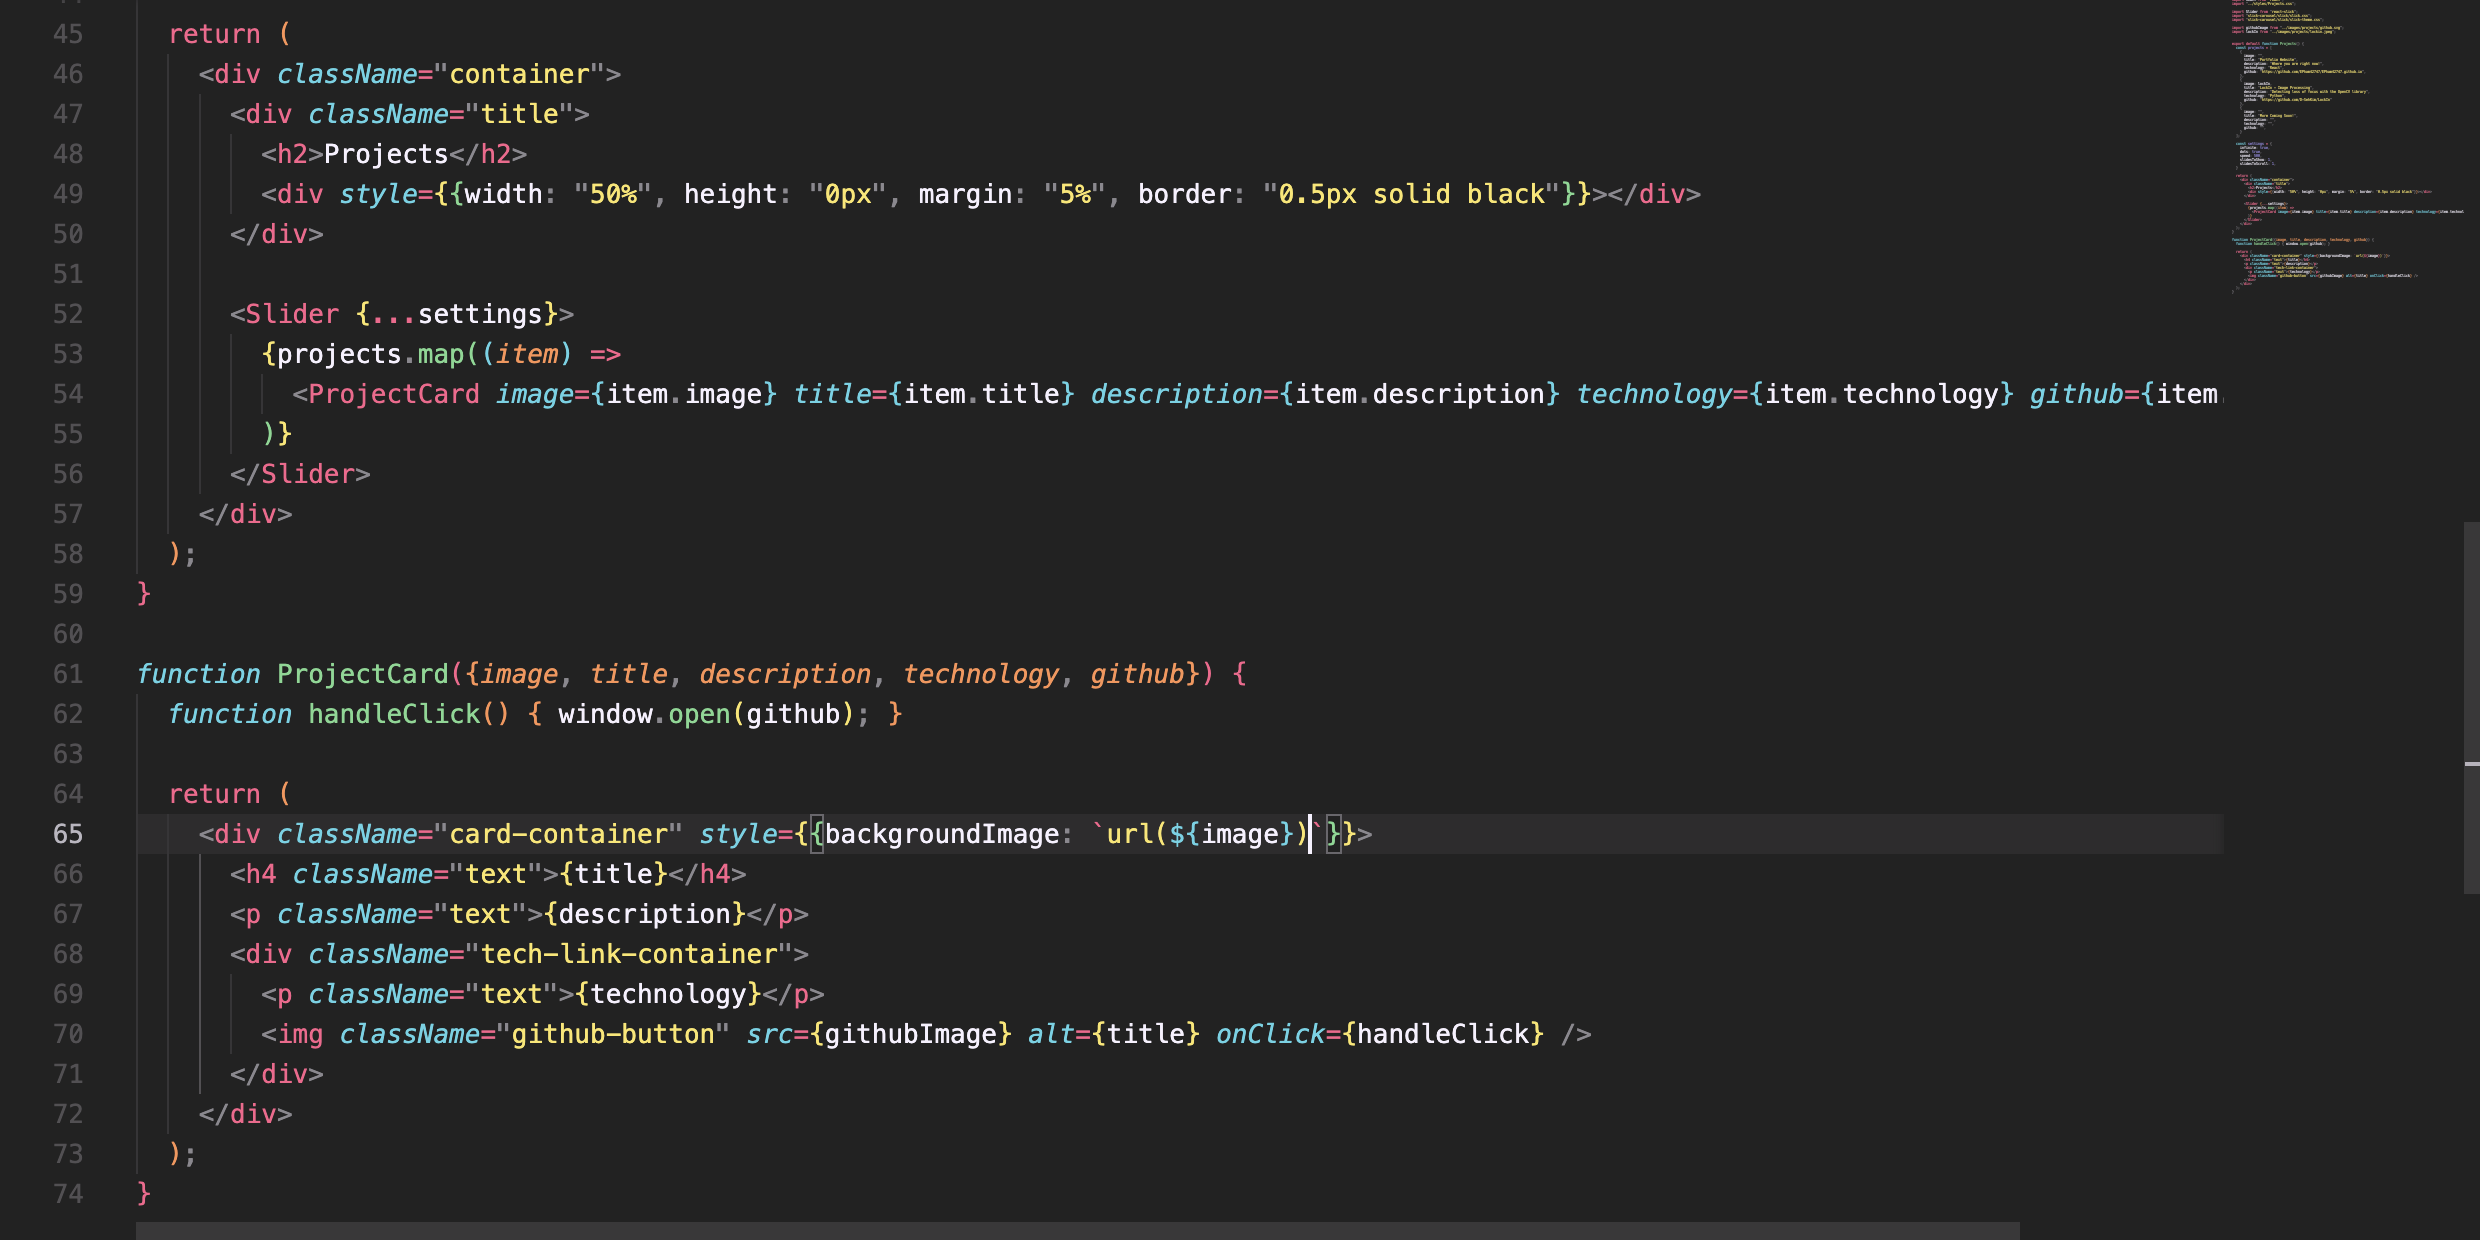 45 return (
46 <div className="container">
47 <div className="title">
48 <h2>Projects</h2>
49 <div style={{width: "50%", height: "0px", margin: "5%", border: "0.5px solid black"}}></div>
50 </div>
51
52 <Slider {...settings}>
53 {projects.map((item) =>
54 <ProjectCard image={item.image} title={item.title} description={item.description} technology={item.technology} github={item.
55 )}
56 </Slider>
57 </div>
58 );
59 }
60
61 function ProjectCard({image, title, description, technology, github}) {
62 function handleClick() { window.open(github); }
63
64 return (
65 <div className="card-container" style={{backgroundImage: `url(${image})`}}>
66 <h4 className="text">{title}</h4>
67 <p className="text">{description}</p>
68 <div className="tech-link-container">
69 <p className="text">{technology}</p>
70 <img className="github-button" src={githubImage} alt={title} onClick={handleClick} />
71 </div>
72 </div>
73 );
74 }